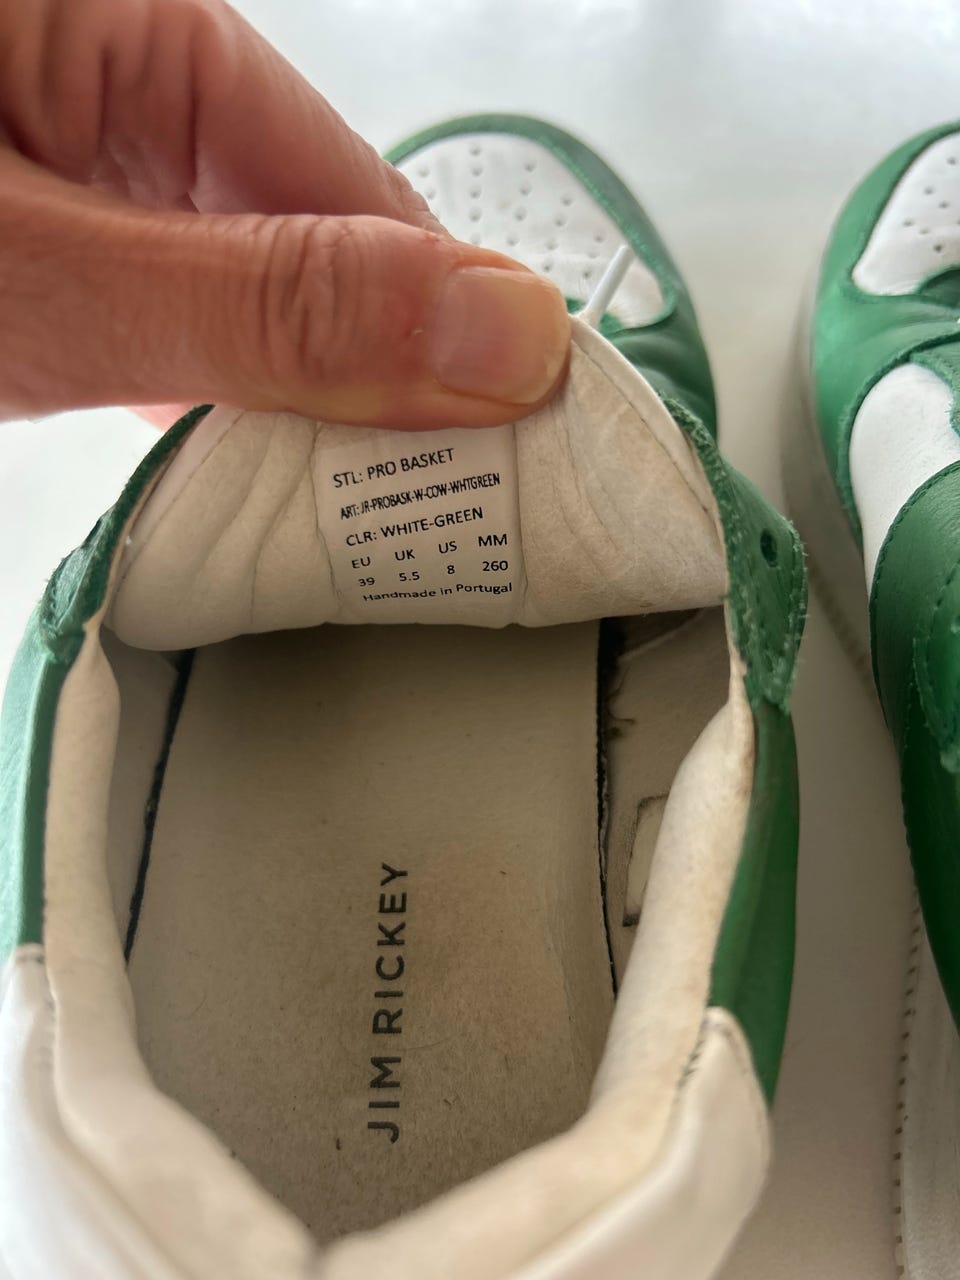 STL: PRO BASKET
ART: JR-PROBASK-W-COW-WHTGREEN
CLR: WHITE-GREEN
EU UK US MM
39 5.5 8 260
Handmade in Portugal
JIM RICKEY